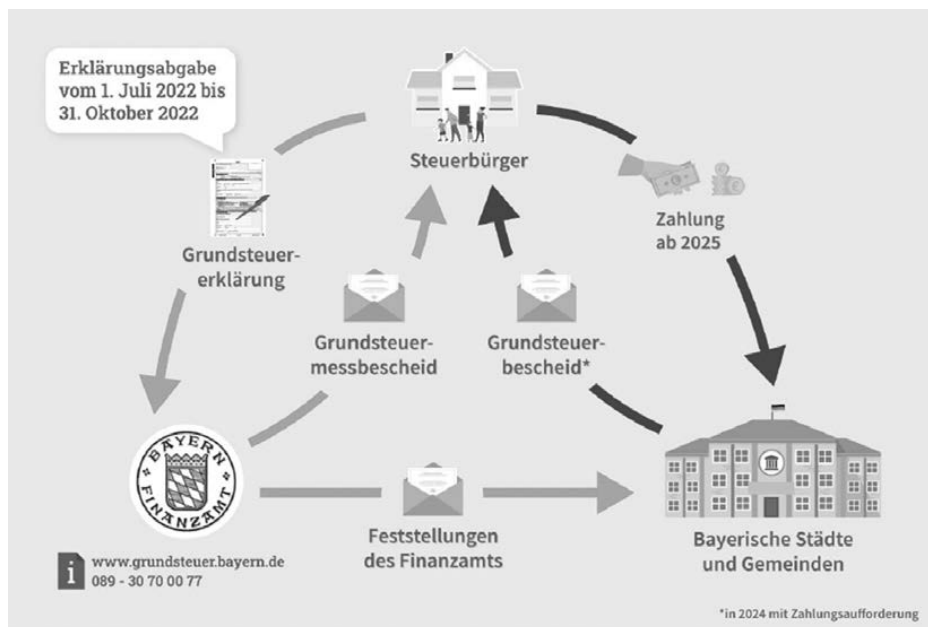 Erklärungsabgabe
vom 1. Juli 2022 bis
31. Oktober 2022
Steuerbürger
Grundsteuer-
erklärung
Zahlung
ab 2025
Grundsteuer-
messbescheid
Grundsteuer-
bescheid*
BAYERN
FINANZAMT
Feststellungen
des Finanzamts
Bayerische Städte
und Gemeinden
i
www.grundsteuer.bayern.de
089 - 30 70 00 77
*in 2024 mit Zahlungsaufforderung